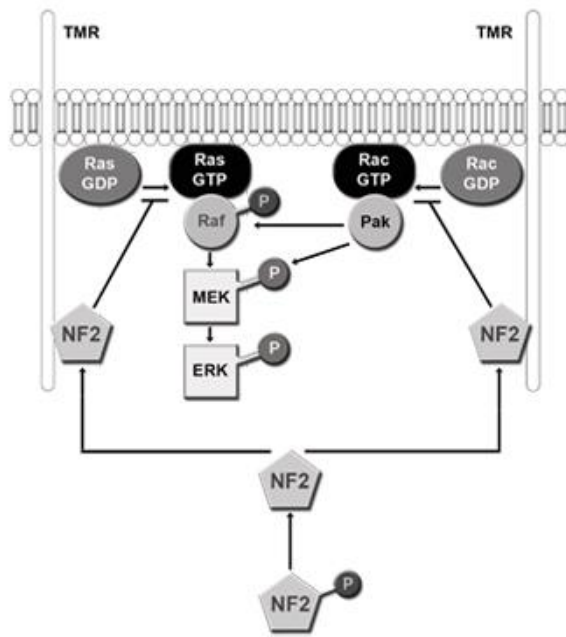 TMR
TMR
Ras
GDP
Ras
GTP
Rac
GTP
Rac
GDP
Raf
P
Pak
MEK
P
ERK
P
NF2
NF2
NF2
NF2
P